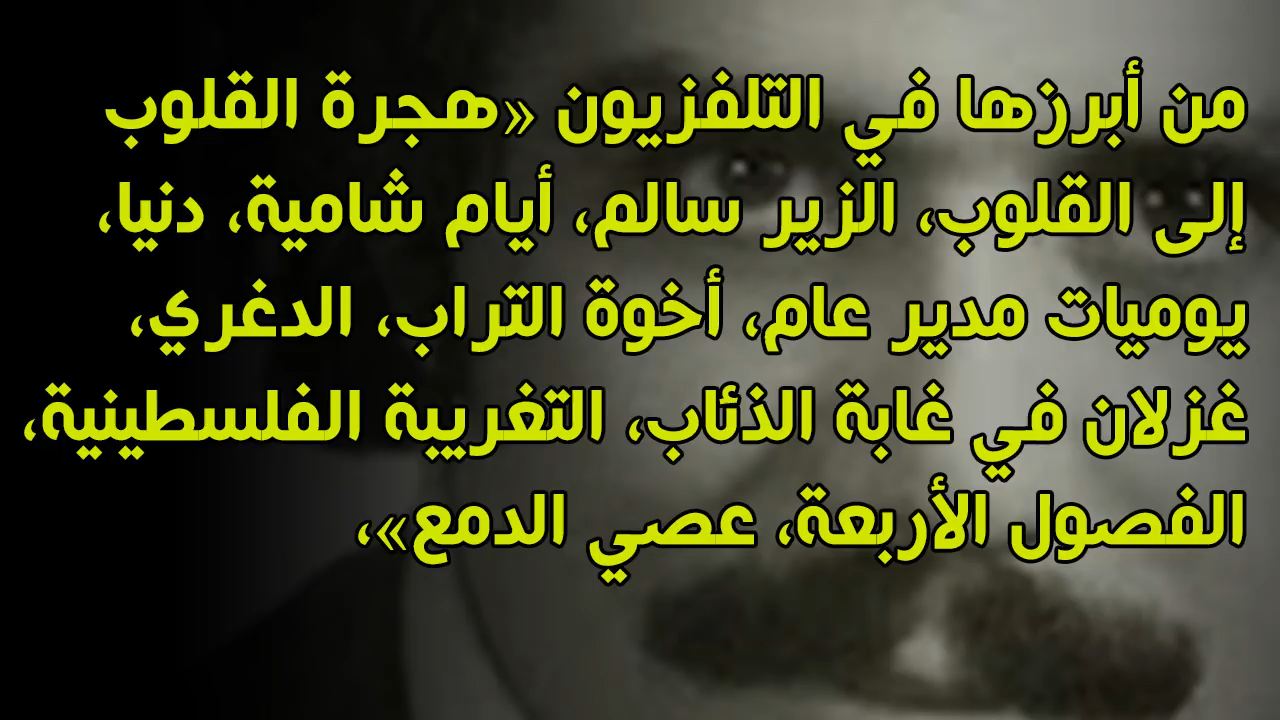 من أبرزها في التلفزيون «هجرة القلوب
إلى القلوب، الزير سالم، أيام شامية، دنيا،
يوميات مدير عام، أخوة التراب، الدغري،
غزلان في غابة الذئاب، التغريبة الفلسطينية،
الفصول الأربعة، عصي الدمع»،